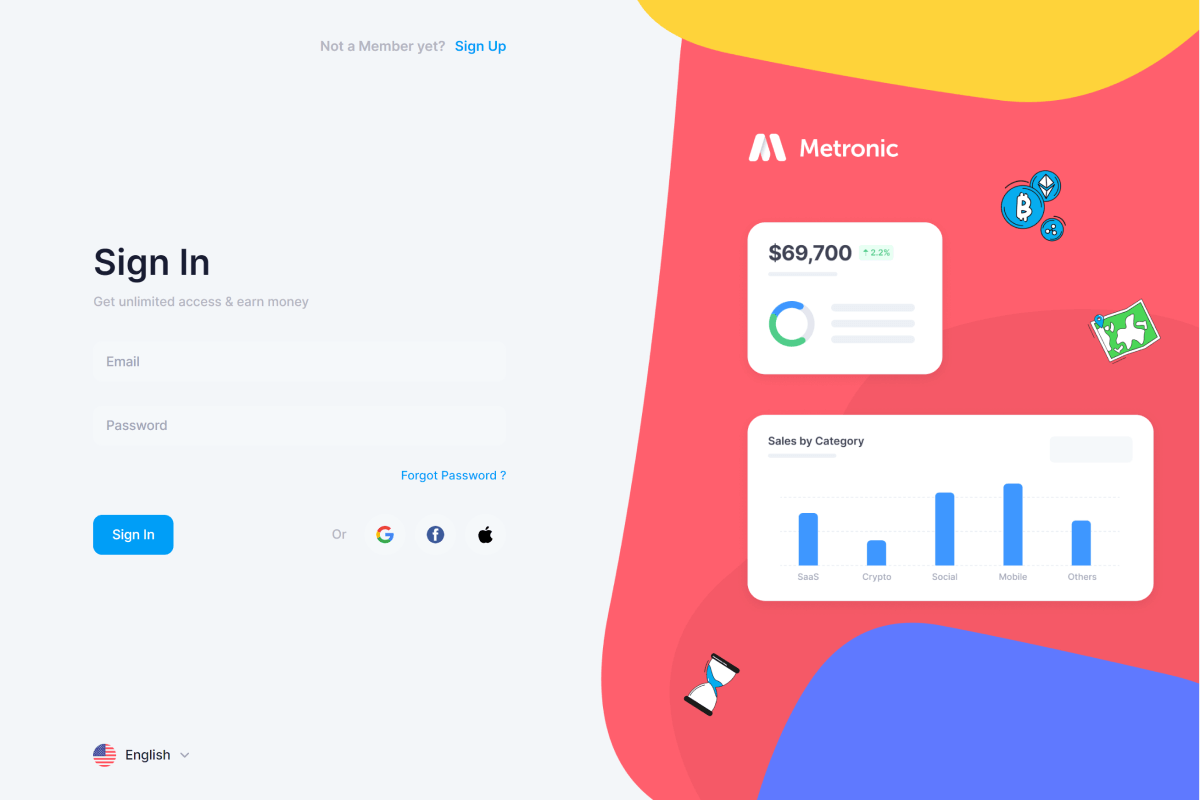 Not a Member yet? Sign Up
Sign In
Get unlimited access & earn money
Email
Password
Forgot Password ?
Sign In
Or
English
Metronic
$69,700
2.2%
Sales by Category
SaaS
Crypto
Social
Mobile
Others